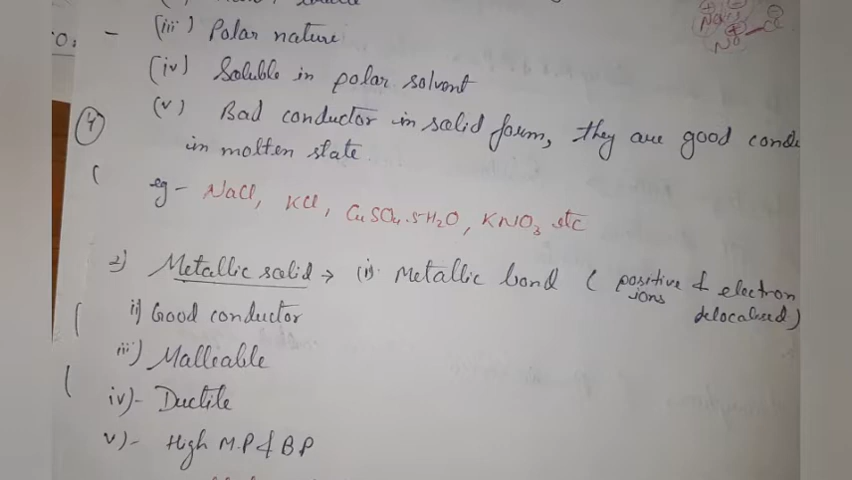 (iii) Polar nature
(iv) Soluble in polar solvent
(v) Bad conductor in solid form, they are good condu
in molten state
4
eg - NaCl, KCl, CuSO4.5H2O, KNO3 etc
2) Metallic solid → (i) Metallic bond ( positive & electron
ions delocalised)
ii) Good conductor
iii) Malleable
iv)- Ductile
v)- High M.P & BP